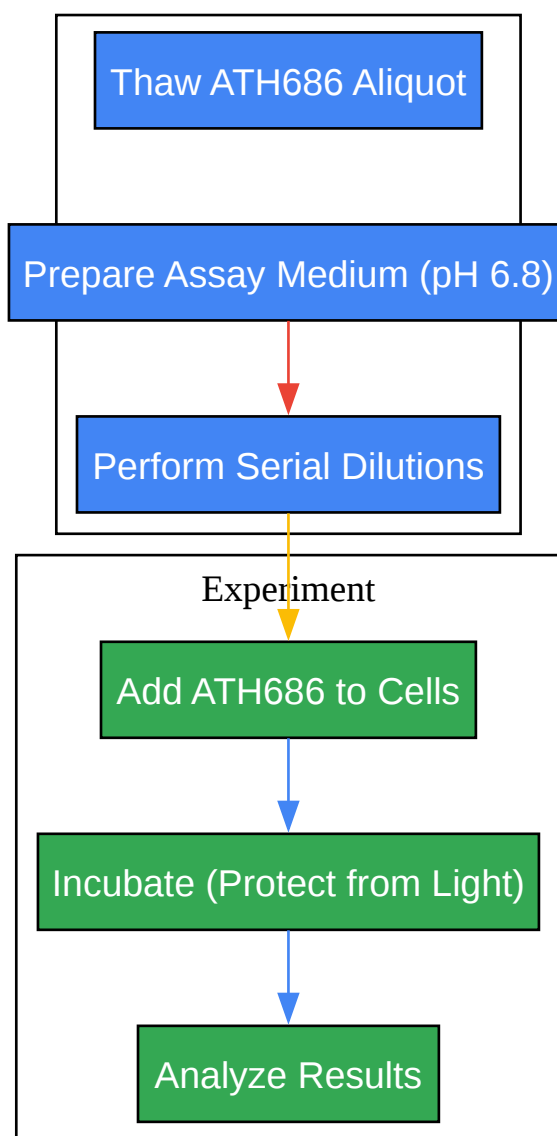 Thaw ATH686 Aliquot
Prepare Assay Medium (pH 6.8)
Perform Serial Dilutions
Experiment
Add ATH686 to Cells
Incubate (Protect from Light)
Analyze Results